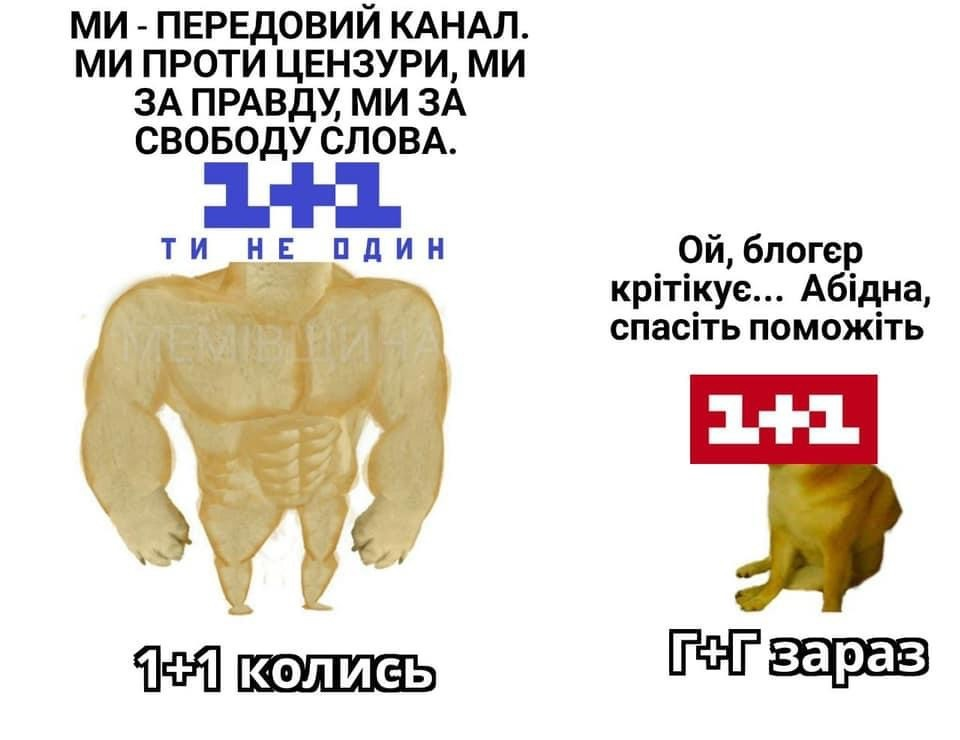 МИ - ПЕРЕДОВИЙ КАНАЛ.
МИ ПРОТИ ЦЕНЗУРИ, МИ
ЗА ПРАВДУ, МИ ЗА
СВОБОДУ СЛОВА.
1+1
ТИ НЕ ОДИН
МЕМІВЩИНА
1+1 колись
Ой, блогєр
крітікує... Абідна,
спасіть поможіть
1+1
Г+Г зараз